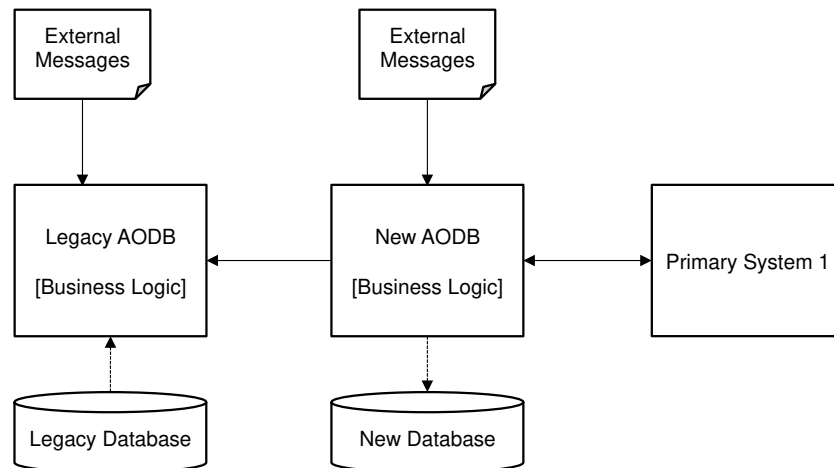 External
Messages
External
Messages
Legacy AODB
[Business Logic]
New AODB
[Business Logic]
Primary System 1
Legacy Database
New Database